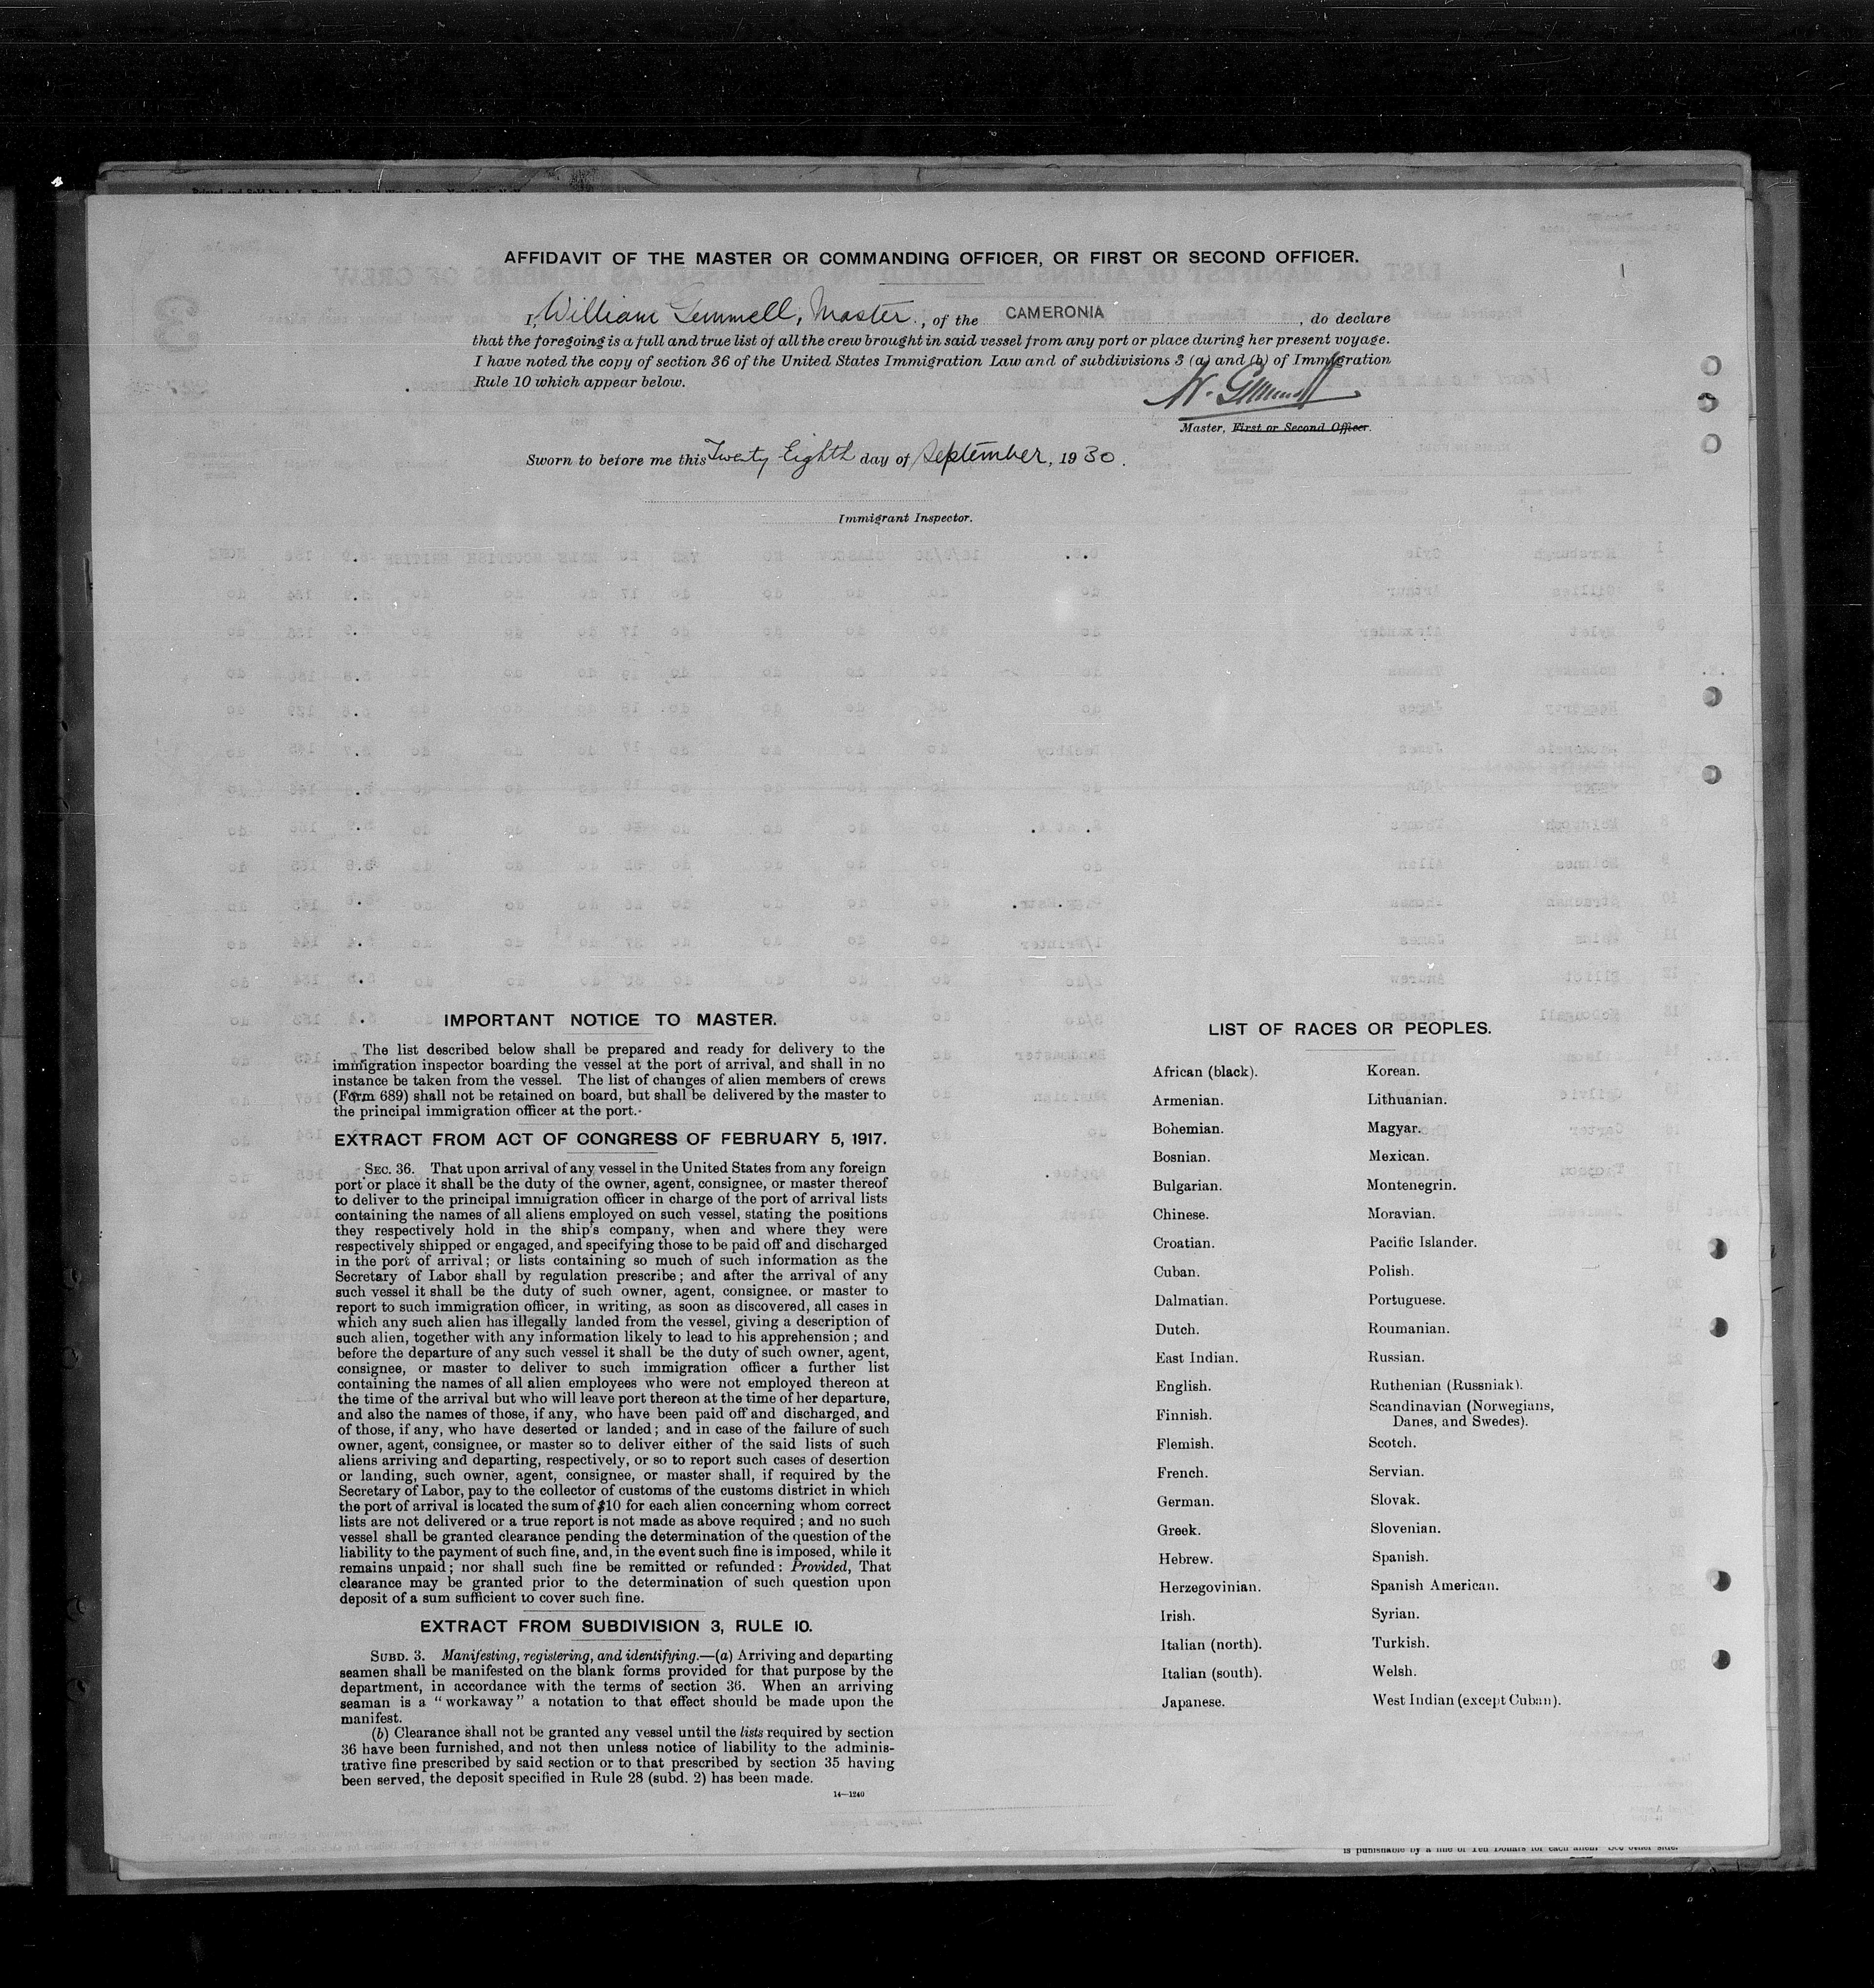 AFFIDAVIT OF THE MASTER OR COMMANDING OFFICER, OR FIRST OR SECOND OFFICER.
I, William Gemmell, Master, of the CAMERONIA, do declare
that the foregoing is a full and true list of all the crew brought in said vessel from any port or place during her present voyage.
I have noted the copy of section 36 of the United States Immigration Law and of subdivisions 3 (a) and (b) of Immigration
Rule 10 which appear below.
W. Gemmell
Master, First or Second Officer.
Sworn to before me this Twenty Eighth day of September, 1930.
Immigrant Inspector.
IMPORTANT NOTICE TO MASTER.
The list described below shall be prepared and ready for delivery to the
immigration inspector boarding the vessel at the port of arrival, and shall in no
instance be taken from the vessel. The list of changes of alien members of crews
(Form 689) shall not be retained on board, but shall be delivered by the master to
the principal immigration officer at the port.
EXTRACT FROM ACT OF CONGRESS OF FEBRUARY 5, 1917.
SEC. 36. That upon arrival of any vessel in the United States from any foreign
port or place it shall be the duty of the owner, agent, consignee, or master thereof
to deliver to the principal immigration officer in charge of the port of arrival lists
containing the names of all aliens employed on such vessel, stating the positions
they respectively hold in the ship's company, when and where they were
respectively shipped or engaged, and specifying those to be paid off and discharged
in the port of arrival; or lists containing so much of such information as the
Secretary of Labor shall by regulation prescribe; and after the arrival of any
such vessel it shall be the duty of such owner, agent, consignee, or master to
report to such immigration officer, in writing, as soon as discovered, all cases in
which any such alien has illegally landed from the vessel, giving a description of
such alien, together with any information likely to lead to his apprehension; and
before the departure of any such vessel it shall be the duty of such owner, agent,
consignee, or master to deliver to such immigration officer a further list
containing the names of all alien employees who were not employed thereon at
the time of the arrival but who will leave port thereon at the time of her departure,
and also the names of those, if any, who have been paid off and discharged, and
of those, if any, who have deserted or landed; and in case of the failure of such
owner, agent, consignee, or master so to deliver either of the said lists of such
aliens arriving and departing, respectively, or so to report such cases of desertion
or landing, such owner, agent, consignee, or master shall, if required by the
Secretary of Labor, pay to the collector of customs of the customs district in which
the port of arrival is located the sum of $10 for each alien concerning whom correct
lists are not delivered or a true report is not made as above required; and no such
vessel shall be granted clearance pending the determination of the question of the
liability to the payment of such fine, and, in the event such fine is imposed, while it
remains unpaid; nor shall such fine be remitted or refunded: Provided, That
clearance may be granted prior to the determination of such question upon
deposit of a sum sufficient to cover such fine.
EXTRACT FROM SUBDIVISION 3, RULE 10.
SUBD. 3. Manifesting, registering, and identifying.—(a) Arriving and departing
seamen shall be manifested on the blank forms provided for that purpose by the
department, in accordance with the terms of section 36. When an arriving
seaman is a "workaway" a notation to that effect should be made upon the
manifest.
(b) Clearance shall not be granted any vessel until the lists required by section
36 have been furnished, and not then unless notice of liability to the adminis-
trative fine prescribed by said section or to that prescribed by section 35 having
been served, the deposit specified in Rule 28 (subd. 2) has been made.
14—1240
LIST OF RACES OR PEOPLES.
African (black).
Armenian.
Bohemian.
Bosnian.
Bulgarian.
Chinese.
Croatian.
Cuban.
Dalmatian.
Dutch.
East Indian.
English.
Finnish.
Flemish.
French.
German.
Greek.
Hebrew.
Herzegovinian.
Irish.
Italian (north).
Italian (south).
Japanese.
Korean.
Lithuanian.
Magyar.
Mexican.
Montenegrin.
Moravian.
Pacific Islander.
Polish.
Portuguese.
Roumanian.
Russian.
Ruthenian (Russniak).
Scandinavian (Norwegians,
Danes, and Swedes).
Scotch.
Servian.
Slovak.
Slovenian.
Spanish.
Spanish American.
Syrian.
Turkish.
Welsh.
West Indian (except Cuban).
is punishable by a fine of Ten Dollars for each alien. See other side.